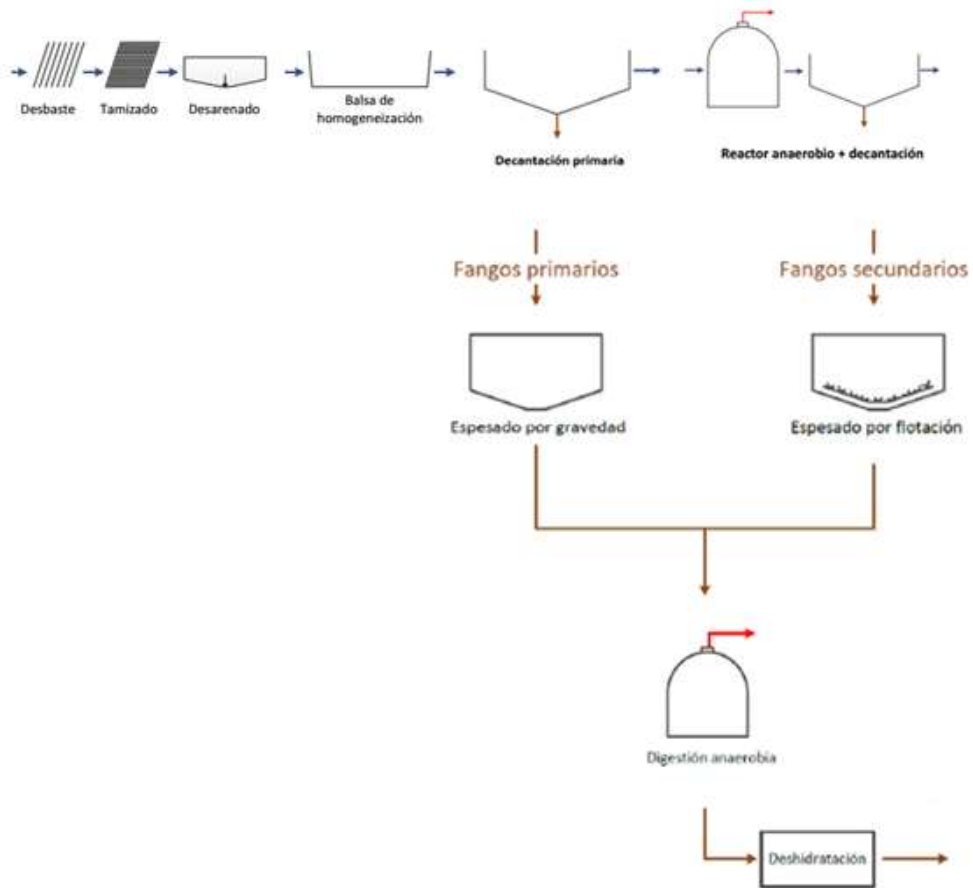 Desbaste
Tamizado
Desarenado
Balsa de
homogeneización
Decantación primaria
Reactor anaerobio + decantación
Fangos primarios
Fangos secundarios
Espesado por gravedad
Espesado por flotación
Digestión anaerobia
Deshidratación